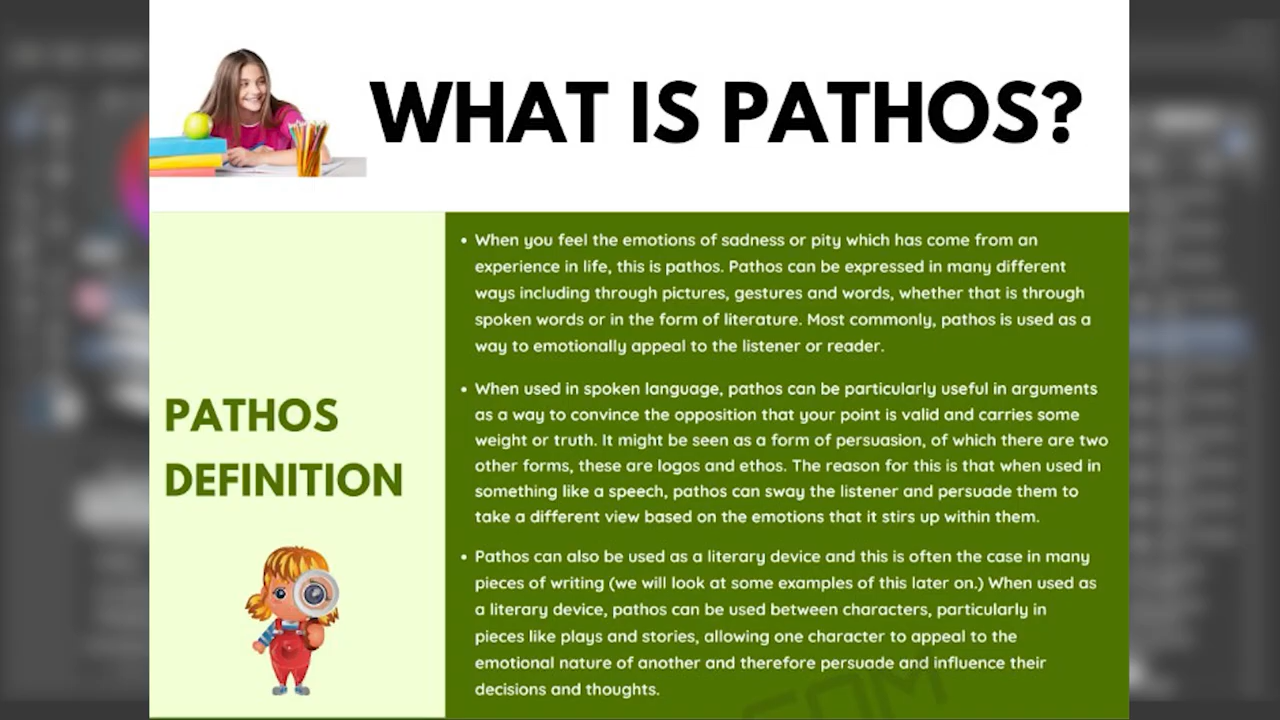 WHAT IS PATHOS?
PATHOS
DEFINITION
• When you feel the emotions of sadness or pity which has come from an
experience in life, this is pathos. Pathos can be expressed in many different
ways including through pictures, gestures and words, whether that is through
spoken words or in the form of literature. Most commonly, pathos is used as a
way to emotionally appeal to the listener or reader.
• When used in spoken language, pathos can be particularly useful in arguments
as a way to convince the opposition that your point is valid and carries some
weight or truth. It might be seen as a form of persuasion, of which there are two
other forms, these are logos and ethos. The reason for this is that when used in
something like a speech, pathos can sway the listener and persuade them to
take a different view based on the emotions that it stirs up within them.
• Pathos can also be used as a literary device and this is often the case in many
pieces of writing (we will look at some examples of this later on.) When used as
a literary device, pathos can be used between characters, particularly in
pieces like plays and stories, allowing one character to appeal to the
emotional nature of another and therefore persuade and influence their
decisions and thoughts.